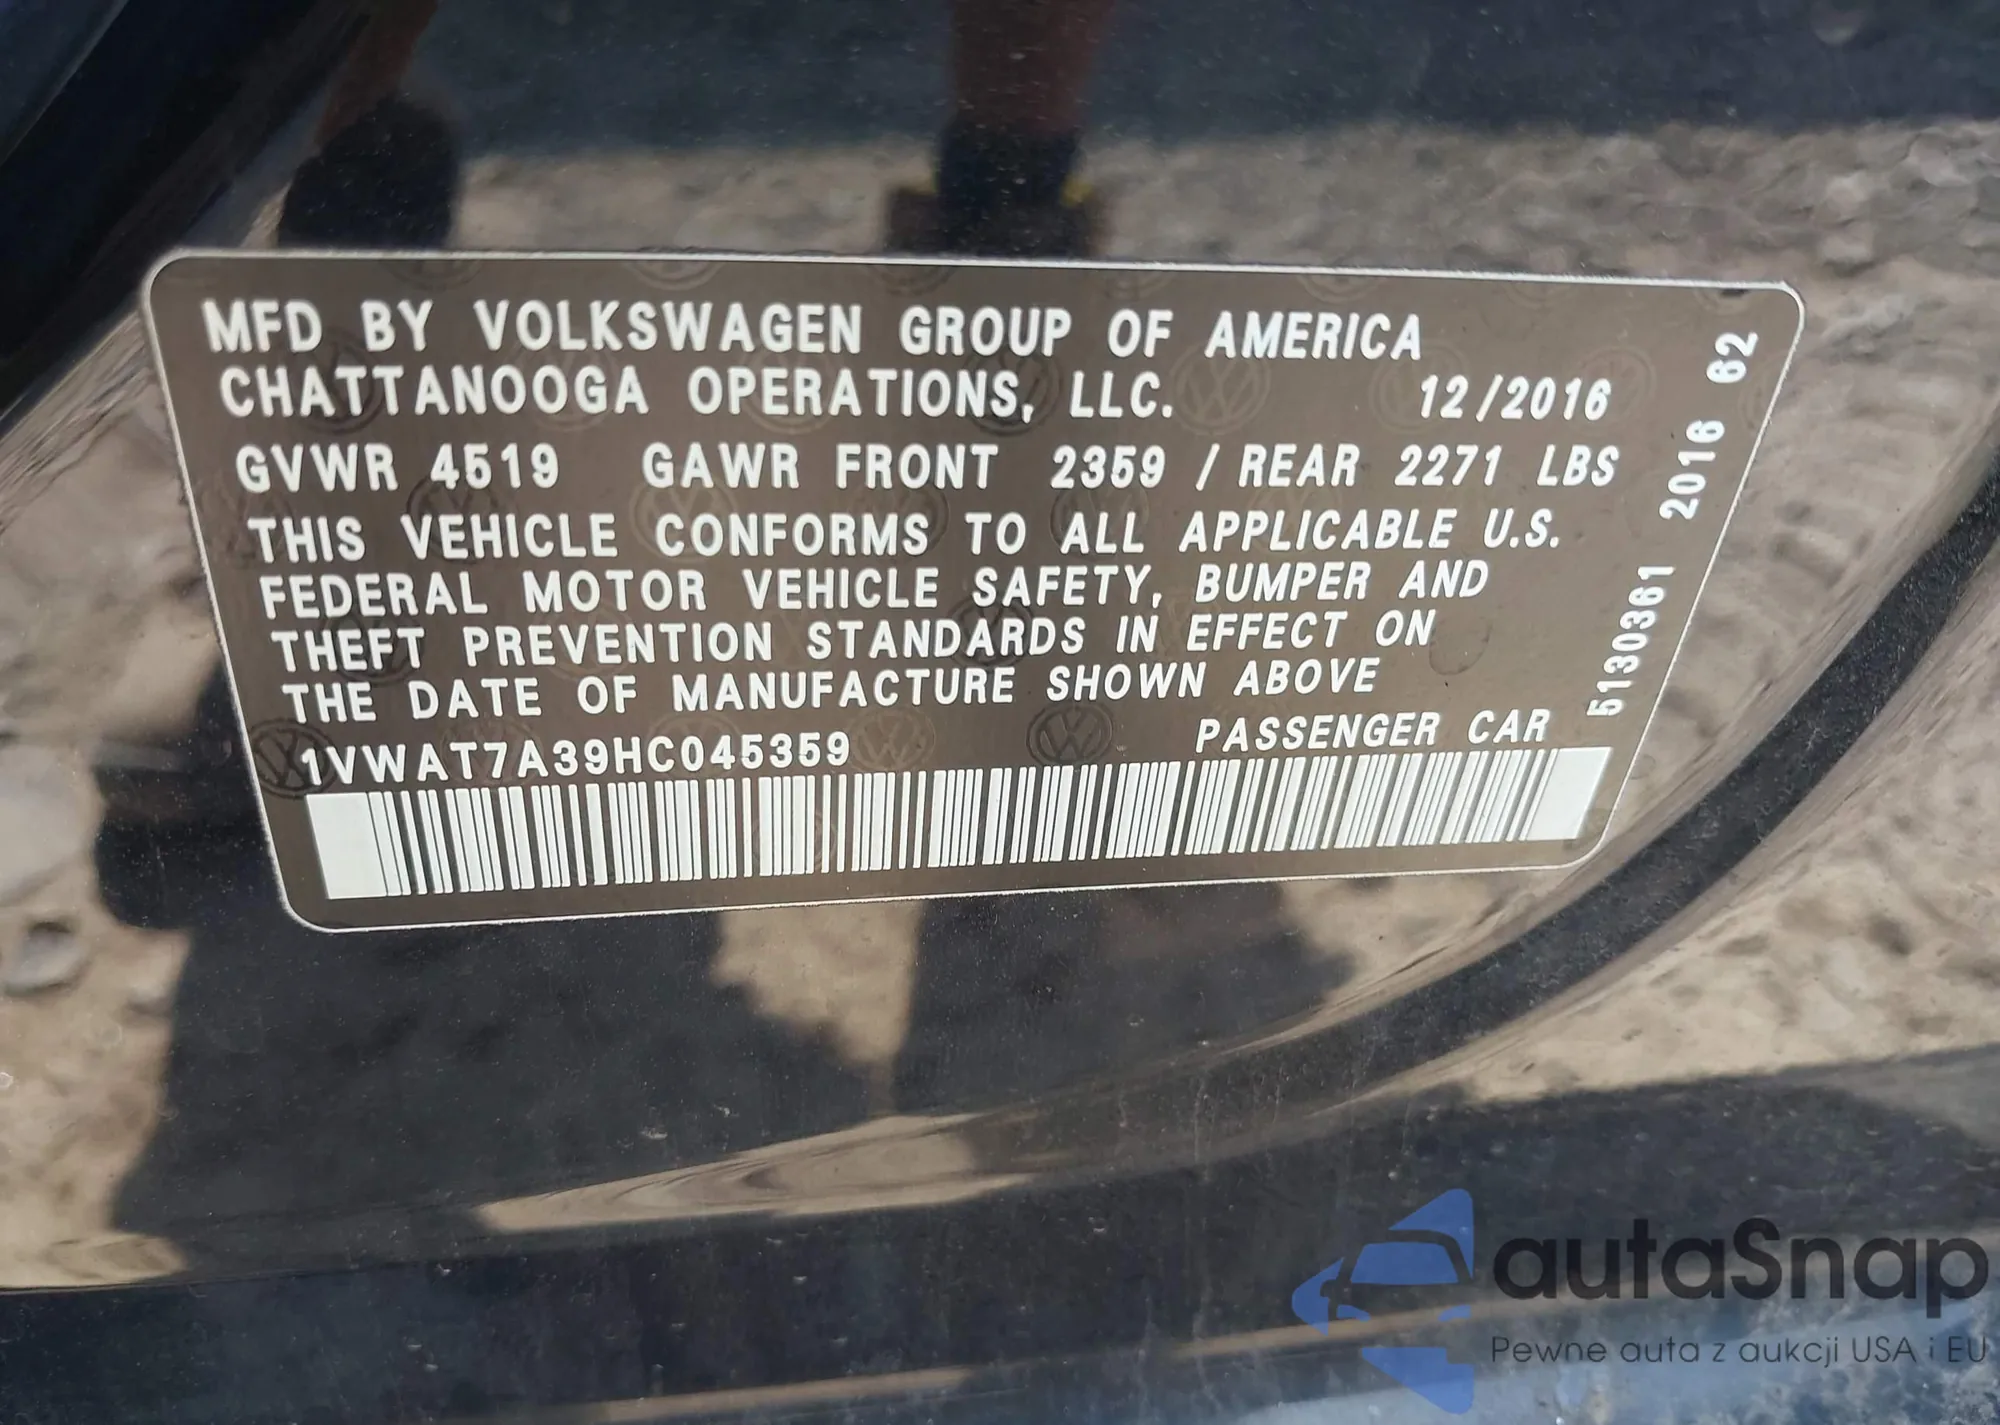 MFD BY VOLKSWAGEN GROUP OF AMERICA
CHATTANOOGA OPERATIONS, LLC. 12/2016
GVWR 4519 GAWR FRONT 2359 / REAR 2271 LBS
THIS VEHICLE CONFORMS TO ALL APPLICABLE U.S.
FEDERAL MOTOR VEHICLE SAFETY, BUMPER AND
THEFT PREVENTION STANDARDS IN EFFECT ON
THE DATE OF MANUFACTURE SHOWN ABOVE
1VWAT7A39HC045359 PASSENGER CAR
5130361 2016 62
autaSnap
Pewne auta z aukcji USA i EU